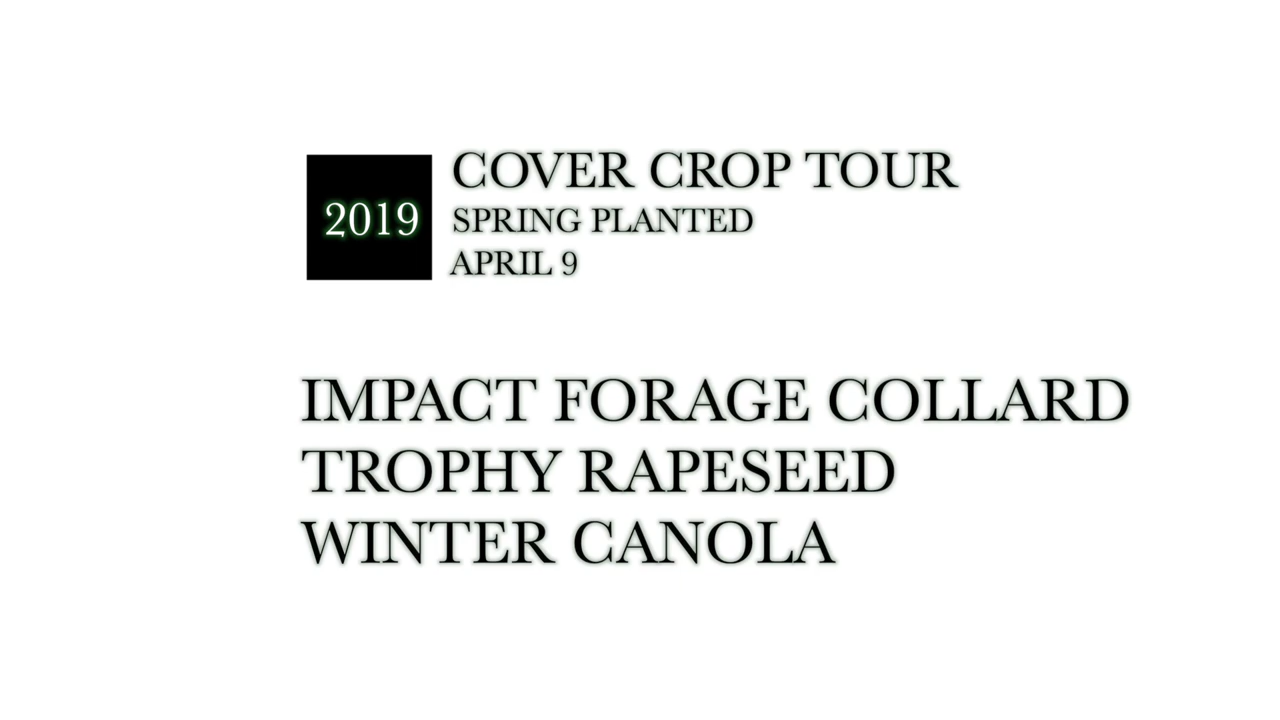 2019
COVER CROP TOUR
SPRING PLANTED
APRIL 9
IMPACT FORAGE COLLARD
TROPHY RAPESEED
WINTER CANOLA